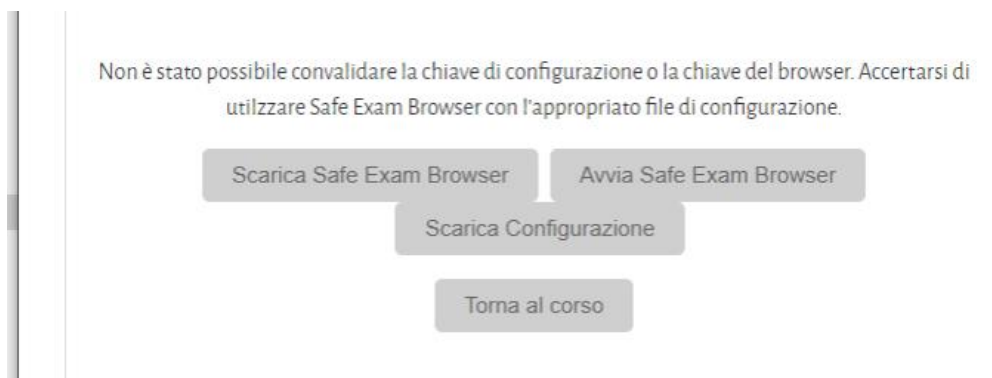 Non è stato possibile convalidare la chiave di configurazione o la chiave del browser. Accertarsi di
utilzzare Safe Exam Browser con l'appropriato file di configurazione.
Scarica Safe Exam Browser Avvia Safe Exam Browser
Scarica Configurazione
Torna al corso